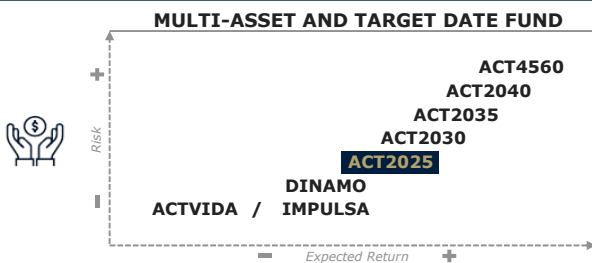 MULTI-ASSET AND TARGET DATE FUND
ACT4560
ACT2040
ACT2035
ACT2030
ACT2025
DINAMO
ACTVIDA / IMPULSA
Risk
Expected Return
+
-
-
+
$